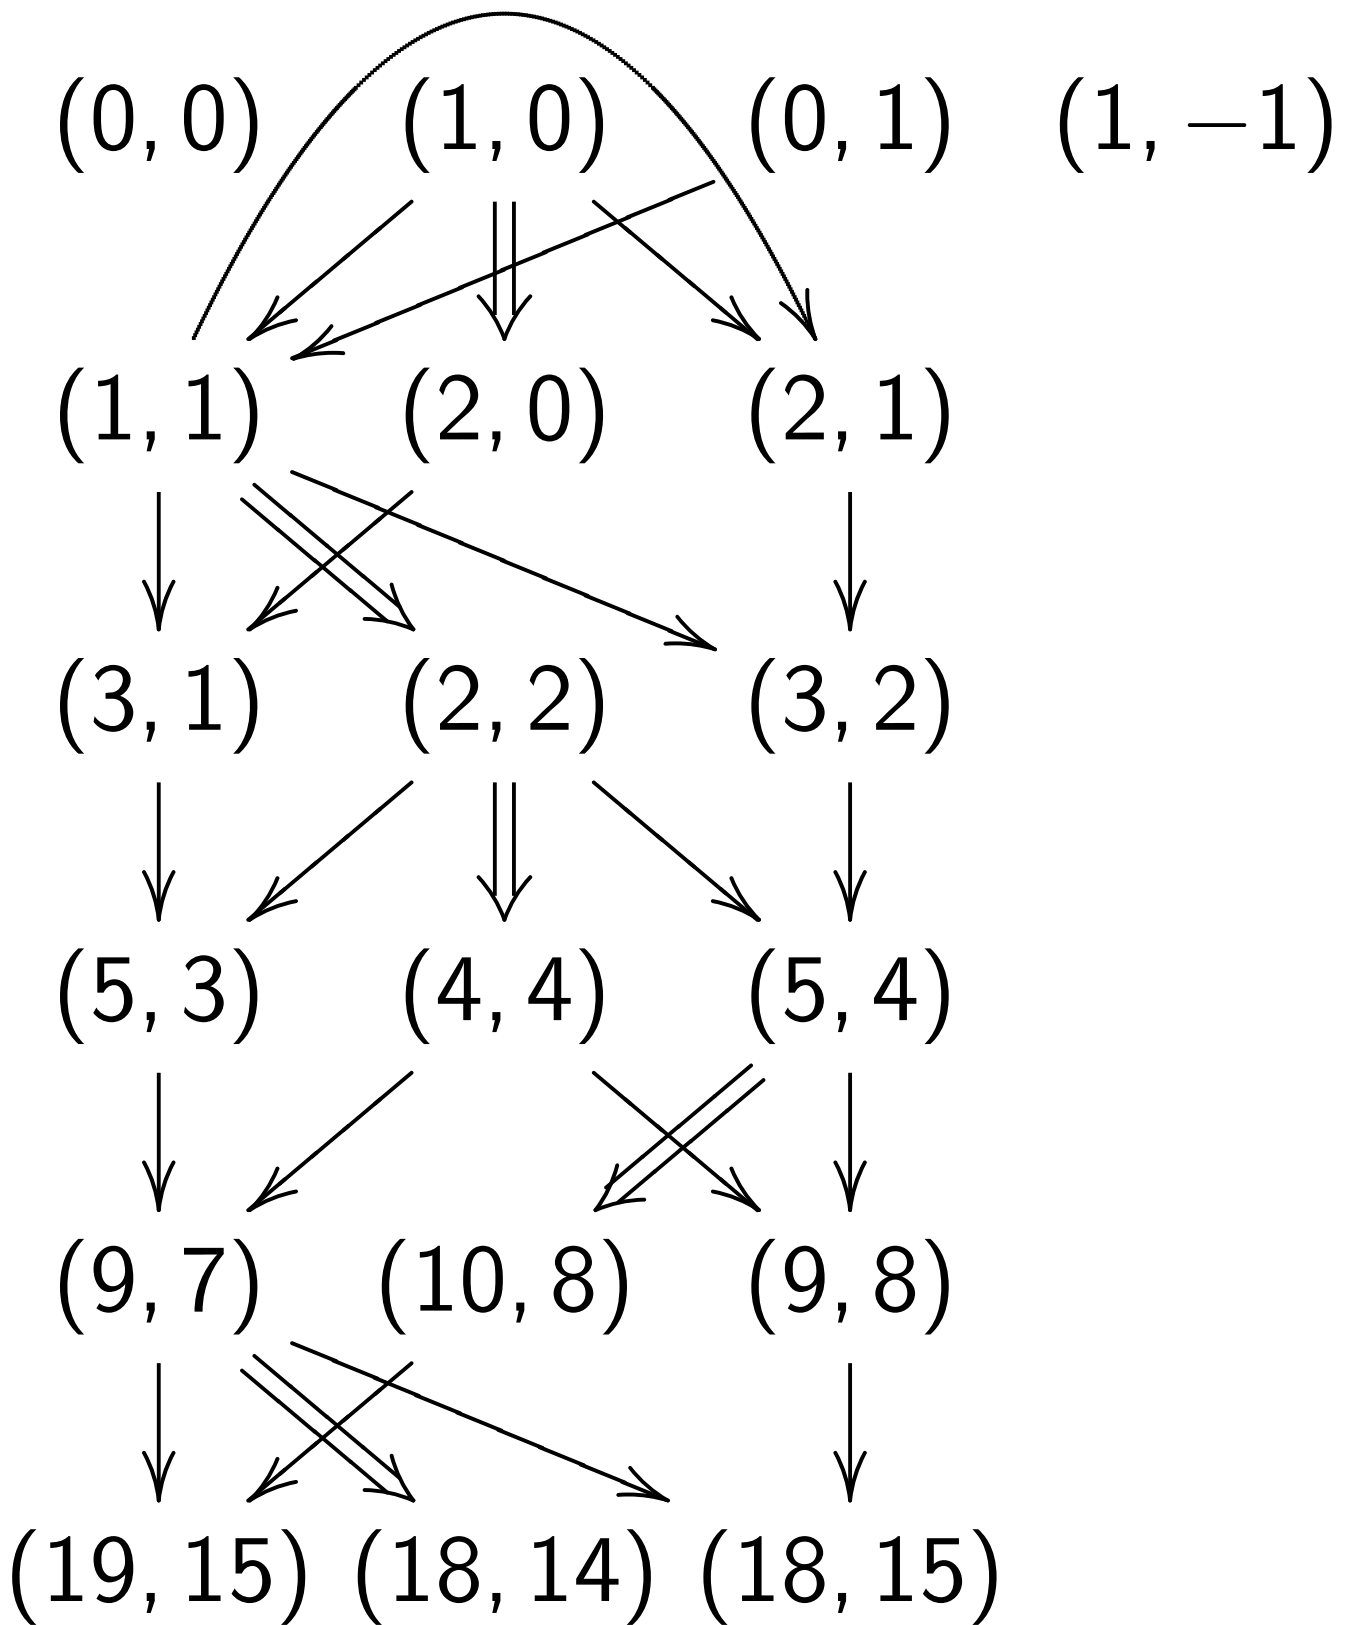 (0, 0) (1, 0) (0, 1) (1, −1)
(1, 1) (2, 0) (2, 1)
(3, 1) (2, 2) (3, 2)
(5, 3) (4, 4) (5, 4)
(9, 7) (10, 8) (9, 8)
(19, 15) (18, 14) (18, 15)